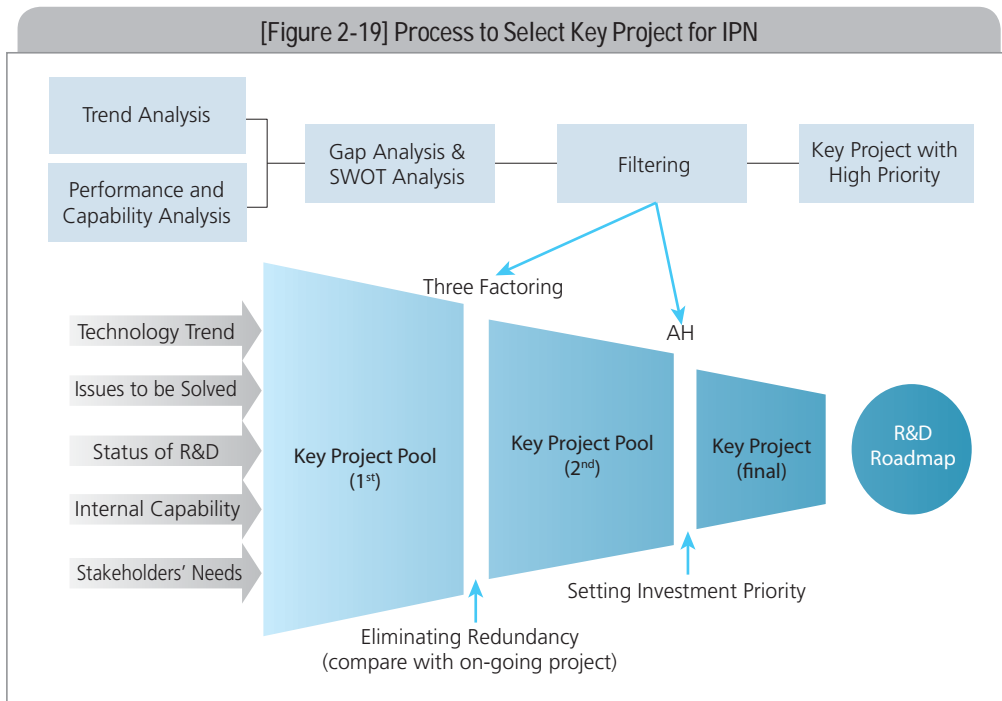 [Figure 2-19] Process to Select Key Project for IPN
Trend Analysis
Performance and
Capability Analysis
Gap Analysis &
SWOT Analysis
Filtering
Key Project with
High Priority
Three Factoring
AH
Technology Trend
Issues to be Solved
Status of R&D
Internal Capability
Stakeholders' Needs
Key Project Pool
(1st)
Key Project Pool
(2nd)
Key Project
(final)
R&D
Roadmap
Setting Investment Priority
Eliminating Redundancy
(compare with on-going project)